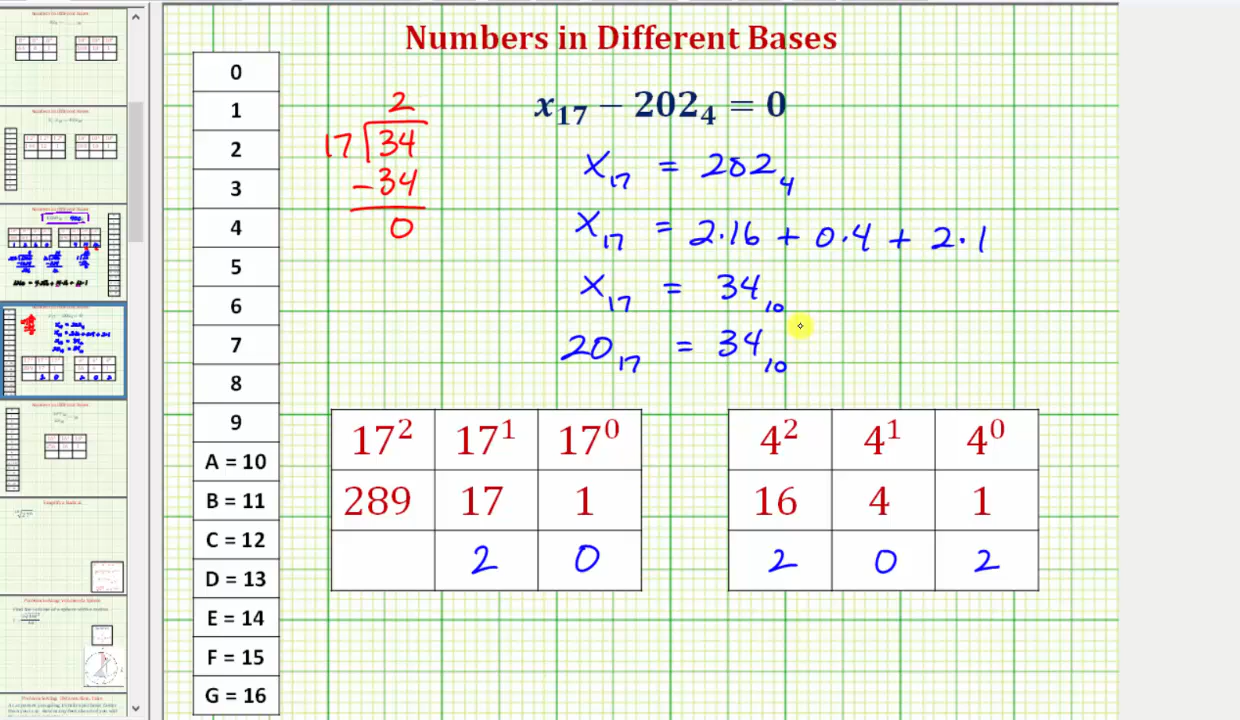 Numbers in Different Bases
x₁₇ − 202₄ = 0
0
1
2
3
4
5
6
7
8
9
A = 10
B = 11
C = 12
D = 13
E = 14
F = 15
G = 16
2
17 34
−34
0
x₁₇ = 202₄
x₁₇ = 2·16 + 0·4 + 2·1
x₁₇ = 34₁₀
20₁₇ = 34₁₀
17² 17¹ 17⁰
289 17 1
2 0
4² 4¹ 4⁰
16 4 1
2 0 2